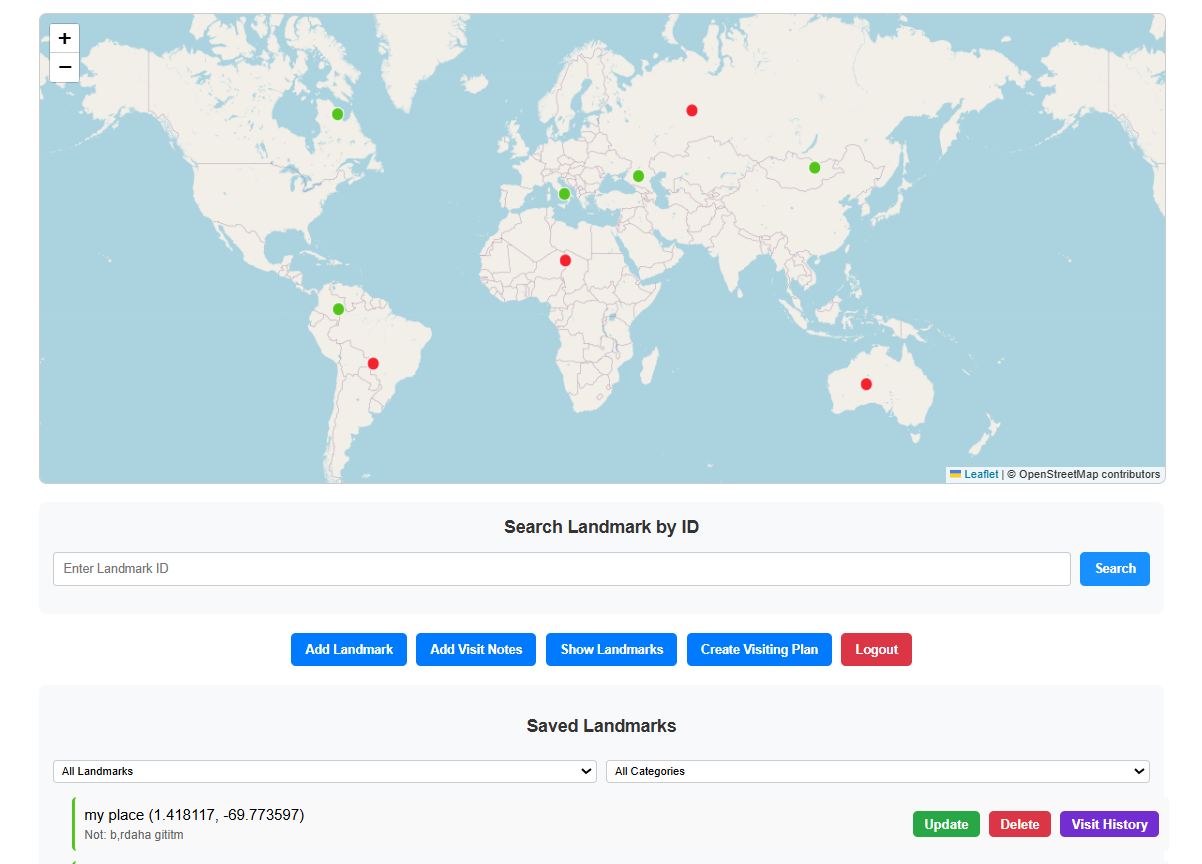 +
−
Leaflet | © OpenStreetMap contributors
Search Landmark by ID
Enter Landmark ID
Search
Add Landmark
Add Visit Notes
Show Landmarks
Create Visiting Plan
Logout
Saved Landmarks
All Landmarks
All Categories
my place (1.418117, -69.773597)
Not: b,rdaha gititm
Update
Delete
Visit History